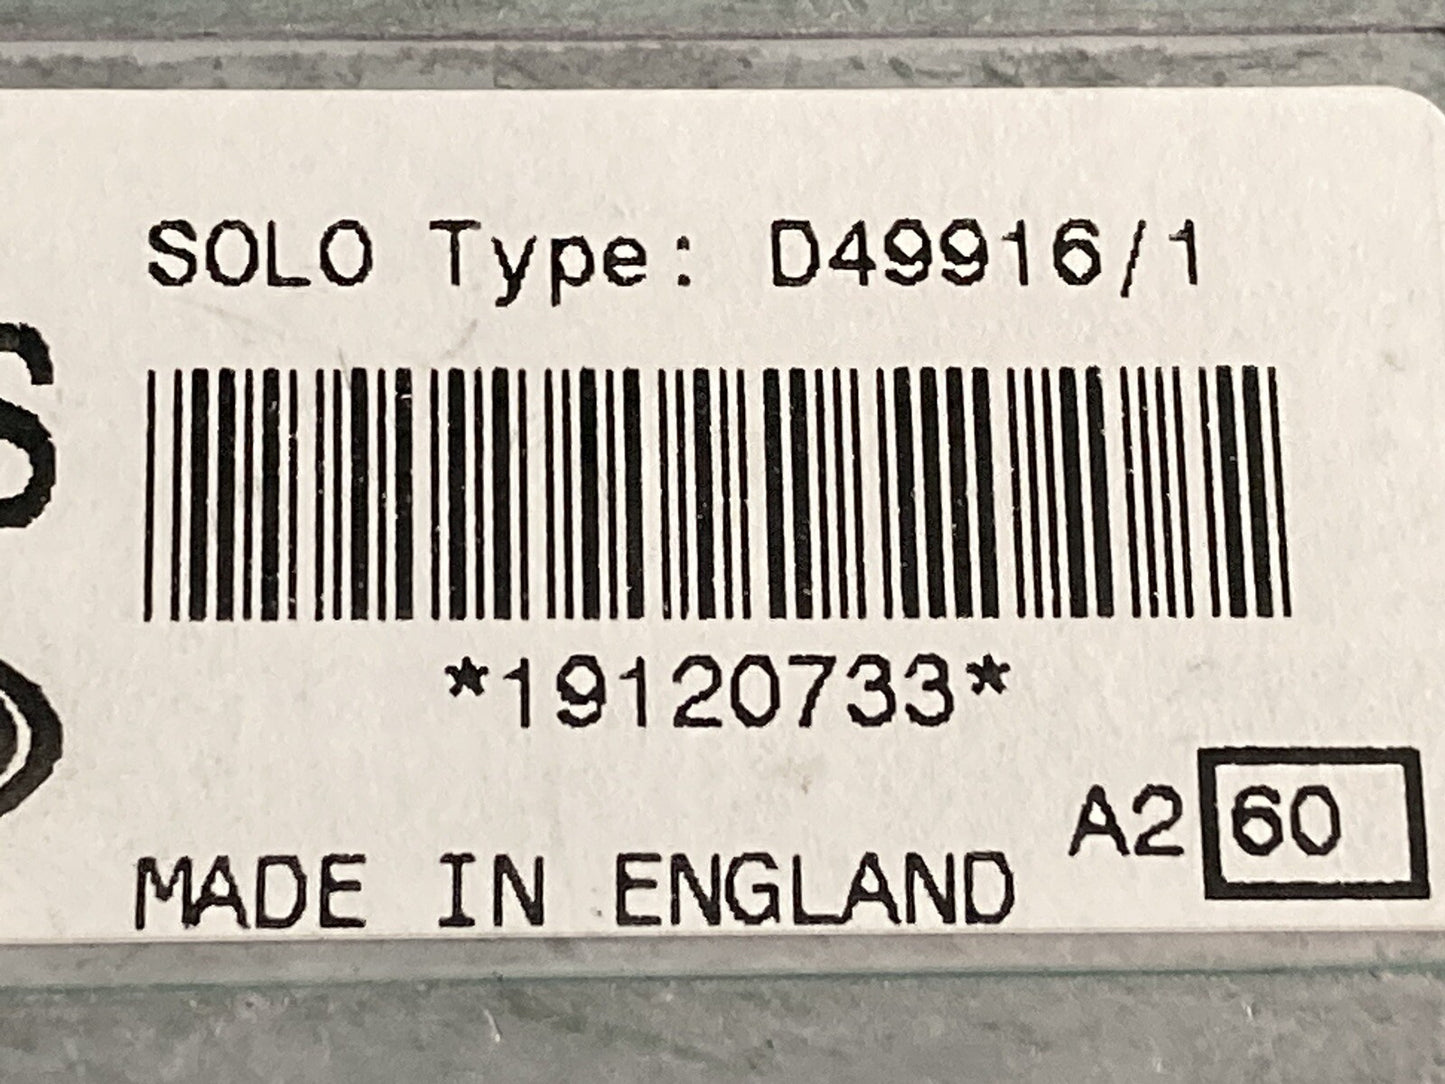 SOLO Type: D49916/1
S
*19120733*
A2 60
MADE IN ENGLAND